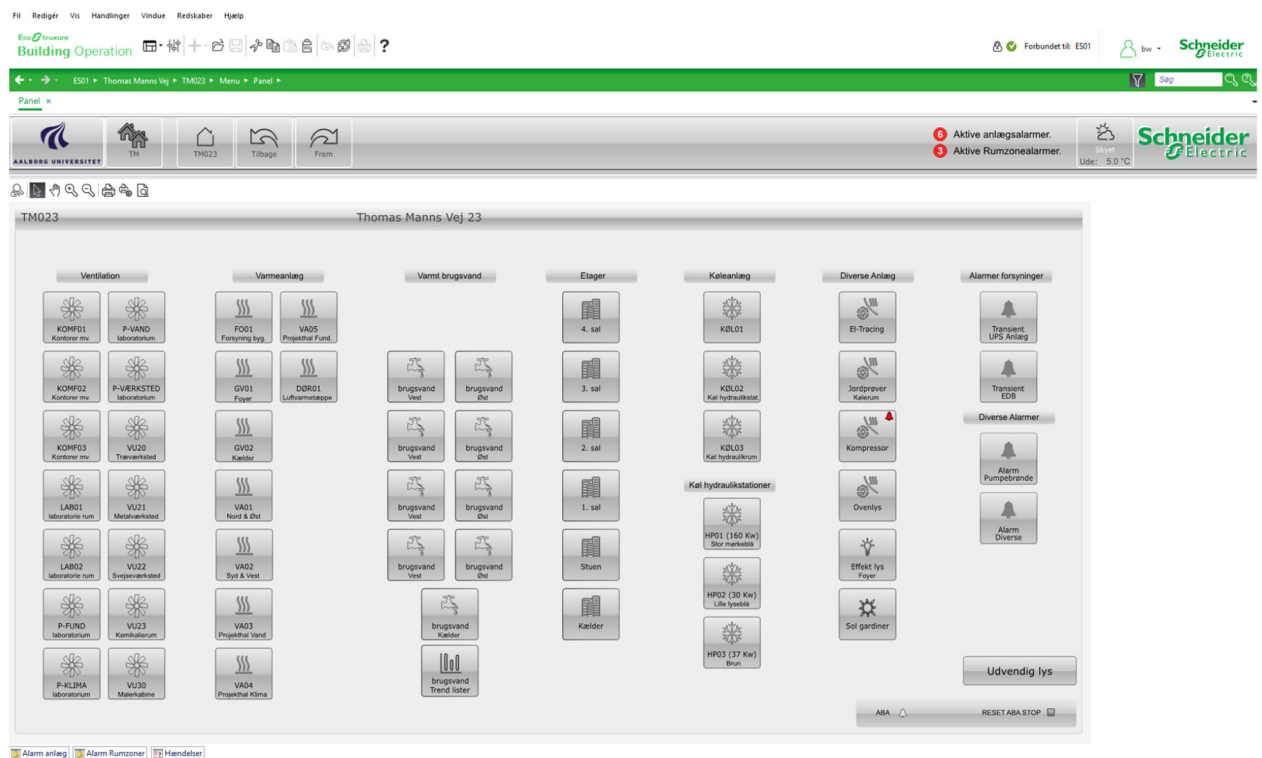 Fil Redigér Vis Handlinger Vindue Redskaber Hjælp
EcoStruxure
Building Operation
Forbundet til: ES01
bw
Schneider
Electric
ES01 Thomas Manns Vej TM023 Menu Panel
Søg
Panel ×
AALBORG UNIVERSITET
TM
TM023
Tilbage
Frem
6 Aktive anlægsalarmer.
3 Aktive Rumzonealarmer.
Skyet
Ude: 5.0 °C
Schneider
Electric
TM023 Thomas Manns Vej 23
Ventilation
KOMF01
Kontorer mv.
P-VAND
laboratorium
KOMF02
Kontorer mv.
P-VÆRKSTED
laboratorium
KOMF03
Kontorer mv.
VU20
Træværksted
LAB01
laboratorie rum
VU21
Metalværksted
LAB02
laboratorie rum
VU22
Svejseværksted
P-FUND
laboratorium
VU23
Kemikalierum
P-KLIMA
laboratorium
VU30
Malerkabine
Varmeanlæg
FO01
Forsyning byg.
VA05
Projekthal Fund.
GV01
Foyer
DØR01
Luftvarmetæppe
GV02
Kælder
VA01
Nord & Øst
VA02
Syd & Vest
VA03
Projekthal Vand
VA04
Projekthal Klima
Varmt brugsvand
brugsvand
Vest
brugsvand
Øst
brugsvand
Vest
brugsvand
Øst
brugsvand
Vest
brugsvand
Øst
brugsvand
Vest
brugsvand
Øst
brugsvand
Kælder
brugsvand
Trend lister
Etager
4. sal
3. sal
2. sal
1. sal
Stuen
Kælder
Køleanlæg
KØL01
KØL02
Køl hydraulikstat.
KØL03
Køl hydraulikrum
Køl hydraulikstationer
HP01 (160 Kw)
Stor mørkeblå
HP02 (30 Kw)
Lille lyseblå
HP03 (37 Kw)
Brun
Diverse Anlæg
El-Tracing
Jordprøver
Kølerum
Kompressor
Ovenlys
Effekt lys
Foyer
Sol gardiner
Alarmer forsyninger
Transient
UPS Anlæg
Transient
EDB
Diverse Alarmer
Alarm
Pumpebrønde
Alarm
Diverse
Udvendig lys
ABA
RESET ABA STOP
Alarm anlæg Alarm Rumzoner Hændelser